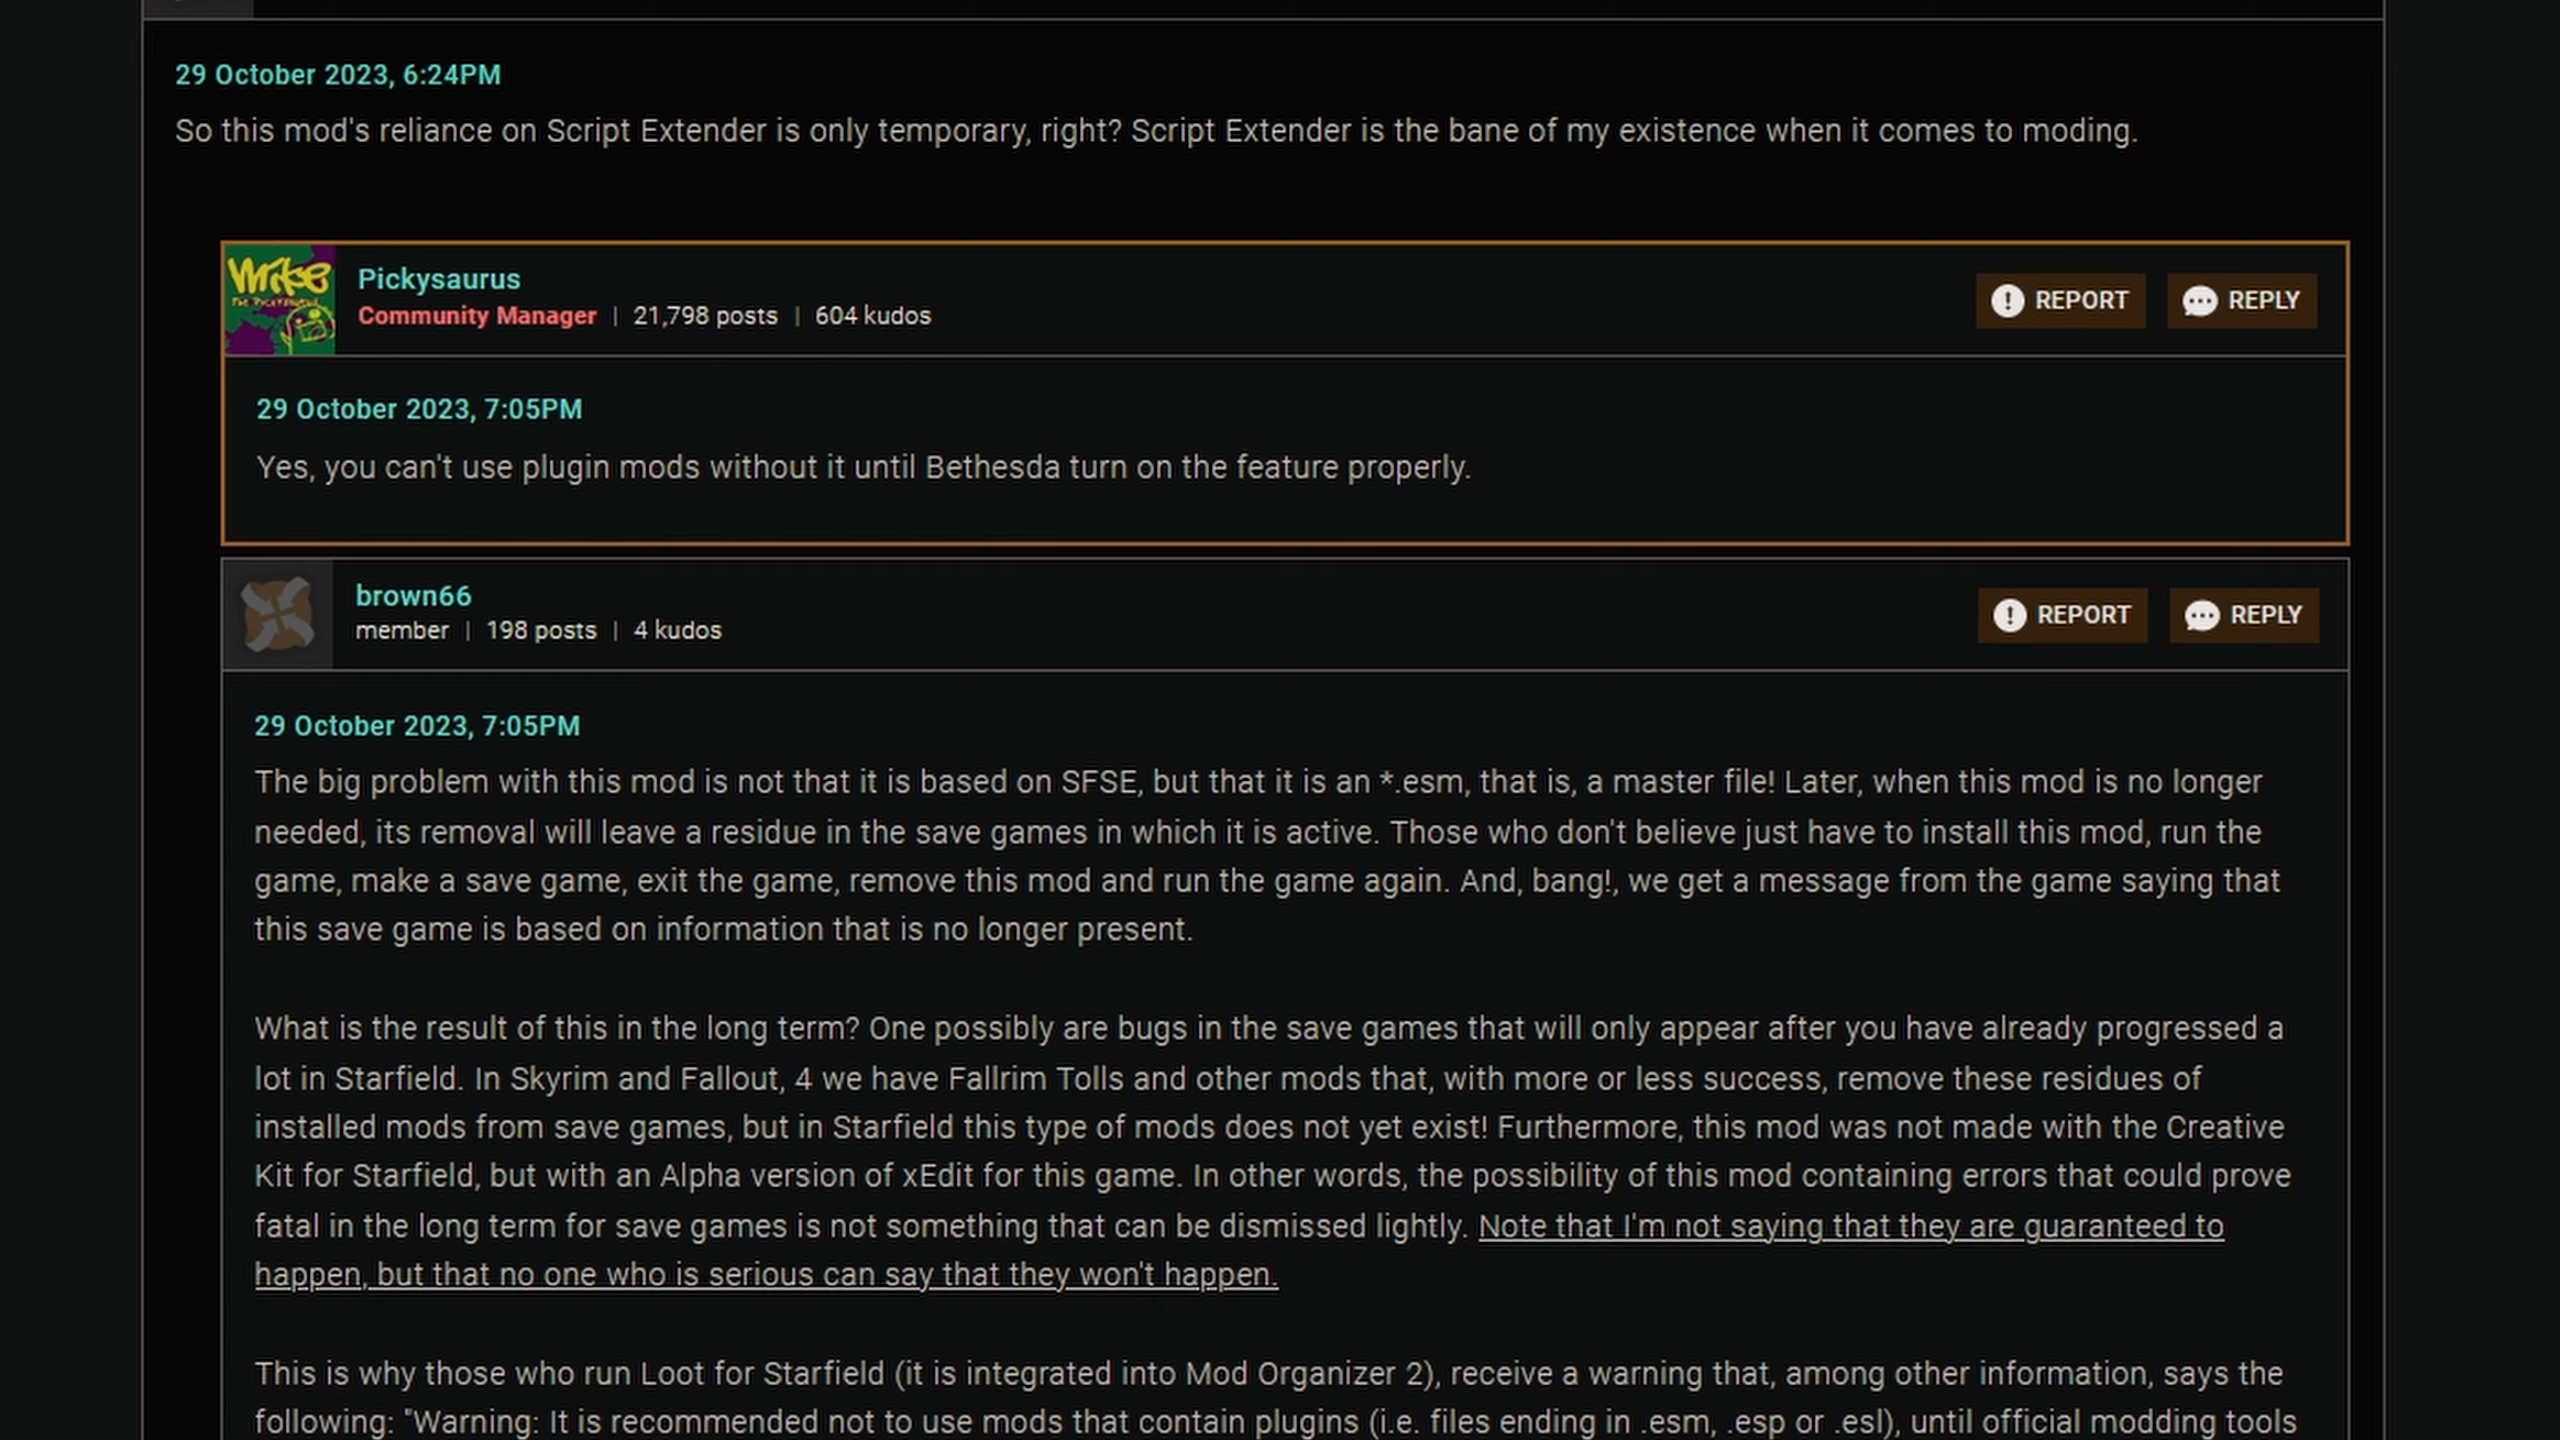 29 October 2023, 6:24PM
So this mod's reliance on Script Extender is only temporary, right? Script Extender is the bane of my existence when it comes to moding.
Mike
The Pickysaurus
Pickysaurus
Community Manager | 21,798 posts | 604 kudos
REPORT
REPLY
29 October 2023, 7:05PM
Yes, you can't use plugin mods without it until Bethesda turn on the feature properly.
brown66
member | 198 posts | 4 kudos
REPORT
REPLY
29 October 2023, 7:05PM
The big problem with this mod is not that it is based on SFSE, but that it is an *.esm, that is, a master file! Later, when this mod is no longer
needed, its removal will leave a residue in the save games in which it is active. Those who don't believe just have to install this mod, run the
game, make a save game, exit the game, remove this mod and run the game again. And, bang!, we get a message from the game saying that
this save game is based on information that is no longer present.
What is the result of this in the long term? One possibly are bugs in the save games that will only appear after you have already progressed a
lot in Starfield. In Skyrim and Fallout, 4 we have Fallrim Tolls and other mods that, with more or less success, remove these residues of
installed mods from save games, but in Starfield this type of mods does not yet exist! Furthermore, this mod was not made with the Creative
Kit for Starfield, but with an Alpha version of xEdit for this game. In other words, the possibility of this mod containing errors that could prove
fatal in the long term for save games is not something that can be dismissed lightly. Note that I'm not saying that they are guaranteed to
happen, but that no one who is serious can say that they won't happen.
This is why those who run Loot for Starfield (it is integrated into Mod Organizer 2), receive a warning that, among other information, says the
following: "Warning: It is recommended not to use mods that contain plugins (i.e. files ending in .esm, .esp or .esl), until official modding tools